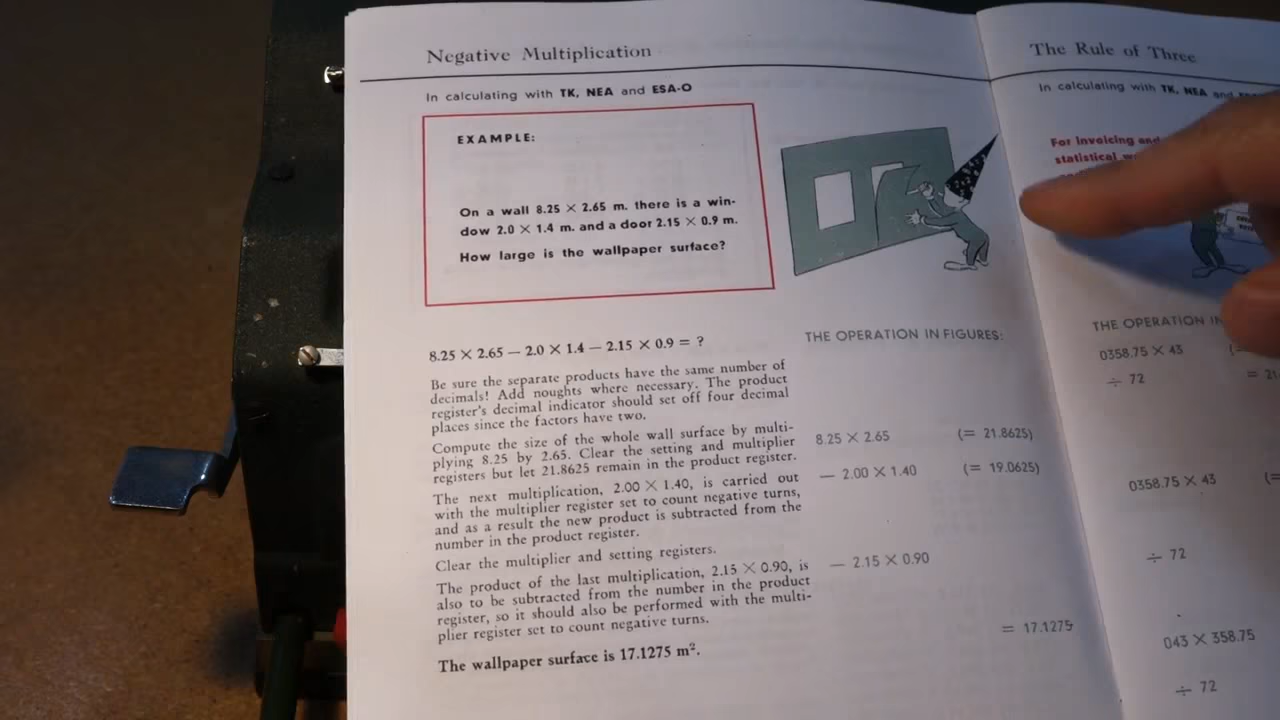 Negative Multiplication
In calculating with TK, NEA and ESA-O
EXAMPLE:
On a wall 8.25 × 2.65 m. there is a win-
dow 2.0 × 1.4 m. and a door 2.15 × 0.9 m.
How large is the wallpaper surface?
8.25 × 2.65 — 2.0 × 1.4 — 2.15 × 0.9 = ?
Be sure the separate products have the same number of
decimals! Add noughts where necessary. The product
register's decimal indicator should set off four decimal
places since the factors have two.
Compute the size of the whole wall surface by multi-
plying 8.25 by 2.65. Clear the setting and multiplier
registers but let 21.8625 remain in the product register.
The next multiplication, 2.00 × 1.40, is carried out
with the multiplier register set to count negative turns,
and as a result the new product is subtracted from the
number in the product register.
Clear the multiplier and setting registers.
The product of the last multiplication, 2.15 × 0.90, is
also to be subtracted from the number in the product
register, so it should also be performed with the multi-
plier register set to count negative turns.
The wallpaper surface is 17.1275 m².
THE OPERATION IN FIGURES:
8.25 × 2.65 (= 21.8625)
— 2.00 × 1.40 (= 19.0625)
— 2.15 × 0.90
= 17.1275
The Rule of Three
In calculating with TK, NEA and
For Invoicing and
statistical
THE OPERATION IN
0358.75 × 43 (=
÷ 72 = 21
0358.75 × 43 (=
÷ 72
043 × 358.75
÷ 72